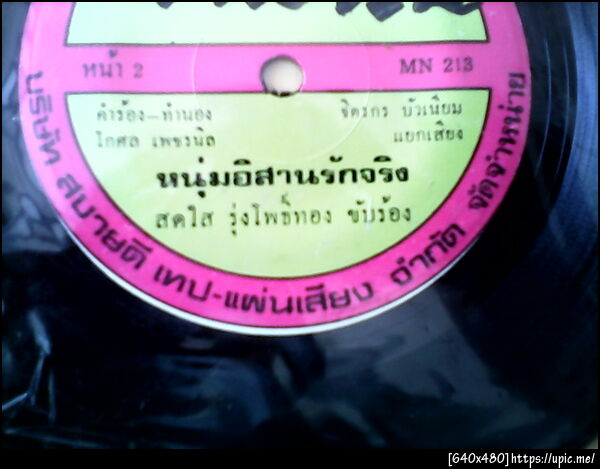 หน้า 2
MN 213
คำร้อง-ทำนอง
โกศล เพชรนิล
จิตรกร บัวเนียม
แยกเสียง
หนุ่มอิสานรักจริง
สดใส รุ่งโพธิ์ทอง ขับร้อง
บริษัท สบายดี เทป-แผ่นเสียง จำกัด จัดจำหน่าย
[640x480]https://upic.me/